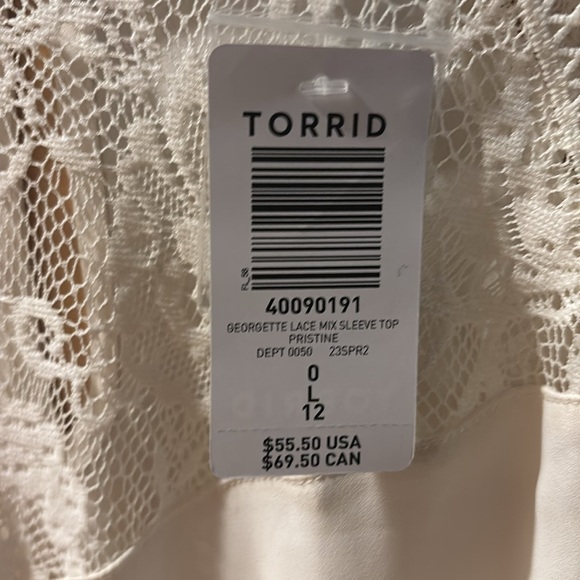 TORRID
FL_88
40090191
GEORGETTE LACE MIX SLEEVE TOP
PRISTINE
DEPT 0050 23SPR2
0
L
12
$55.50 USA
$69.50 CAN